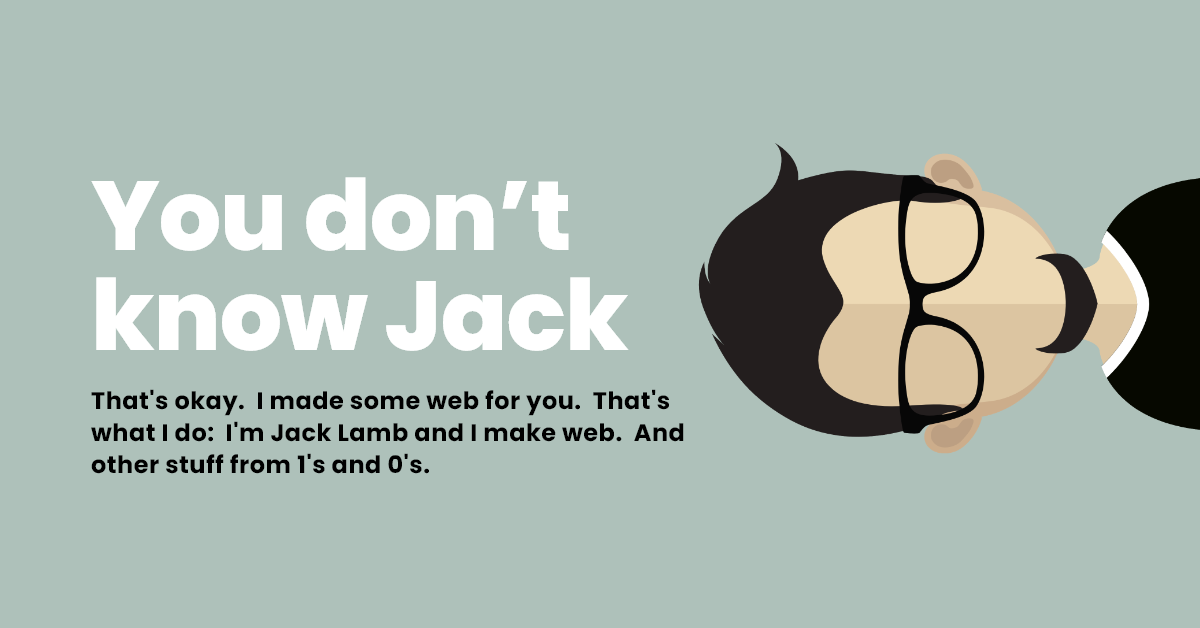 You don’t
know Jack
That's okay.  I made some web for you.  That's
what I do:  I'm Jack Lamb and I make web.  And
other stuff from 1's and 0's.